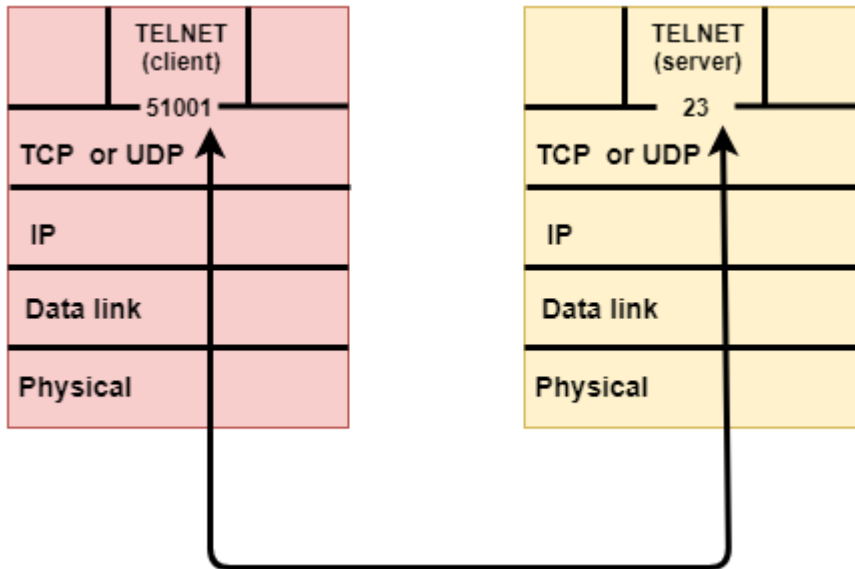 TELNET
(client)
51001
TCP or UDP
IP
Data link
Physical
TELNET
(server)
23
TCP or UDP
IP
Data link
Physical